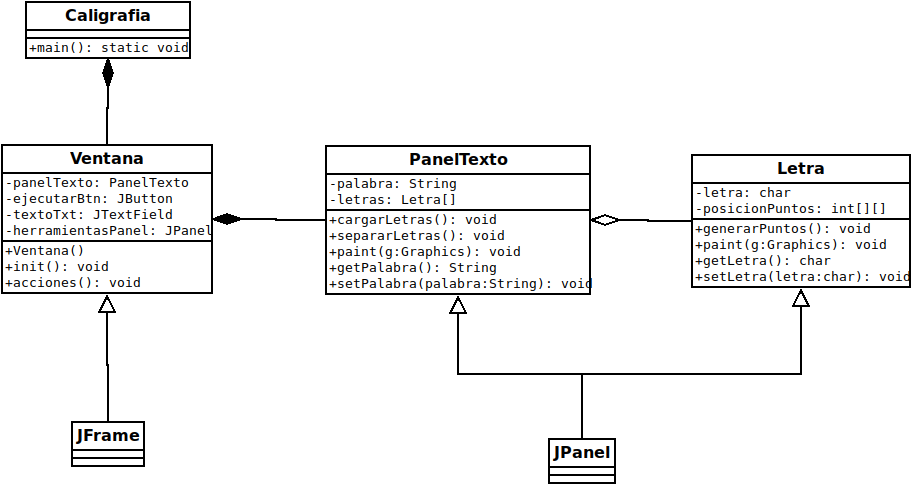 Caligrafia
+main(): static void
Ventana
-panelTexto: PanelTexto
-ejecutarBtn: JButton
-textoTxt: JTextField
-herramientasPanel: JPanel
+Ventana()
+init(): void
+acciones(): void
PanelTexto
-palabra: String
-letras: Letra[]
+cargarLetras(): void
+separarLetras(): void
+paint(g:Graphics): void
+getPalabra(): String
+setPalabra(palabra:String): void
Letra
-letra: char
-posicionPuntos: int[][]
+generarPuntos(): void
+paint(g:Graphics): void
+getLetra(): char
+setLetra(letra:char): void
JFrame
JPanel